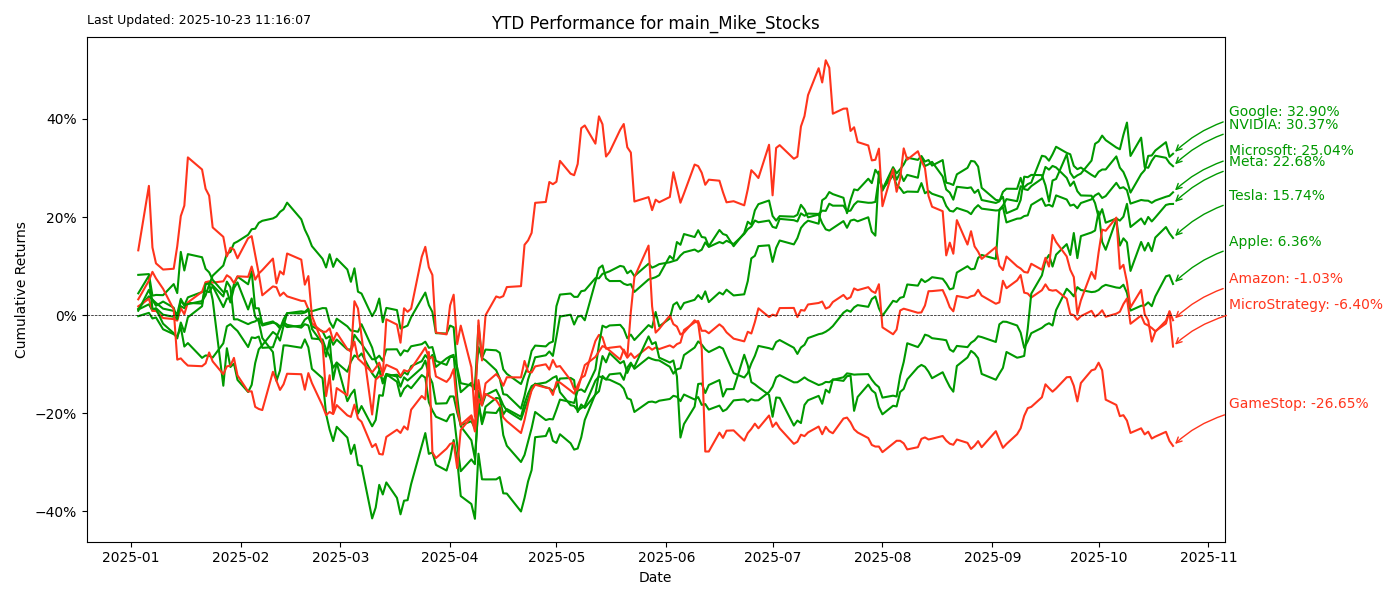 Last Updated: 2025-10-23 11:16:07
YTD Performance for main_Mike_Stocks
Cumulative Returns
40%
20%
0%
−20%
−40%
Google: 32.90%
NVIDIA: 30.37%
Microsoft: 25.04%
Meta: 22.68%
Tesla: 15.74%
Apple: 6.36%
Amazon: -1.03%
MicroStrategy: -6.40%
GameStop: -26.65%
2025-01 2025-02 2025-03 2025-04 2025-05 2025-06 2025-07 2025-08 2025-09 2025-10 2025-11
Date